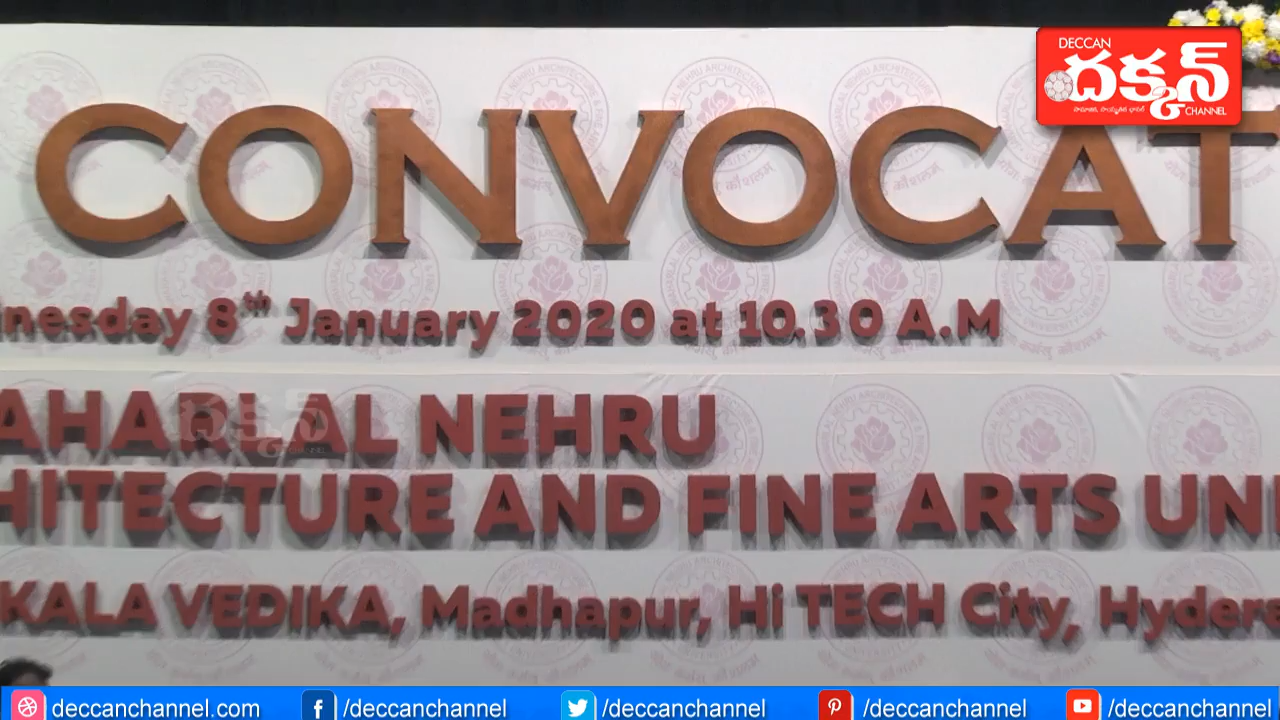 DECCAN
దక్కన్
CHANNEL
CONVOCAT
nesday 8th January 2020 at 10.30 A.M
AHARLAL NEHRU
HITECTURE AND FINE ARTS UNI
KALA VEDIKA, Madhapur, Hi TECH City, Hydera
deccanchannel.com /deccanchannel /deccanchannel /deccanchannel /deccanchannel